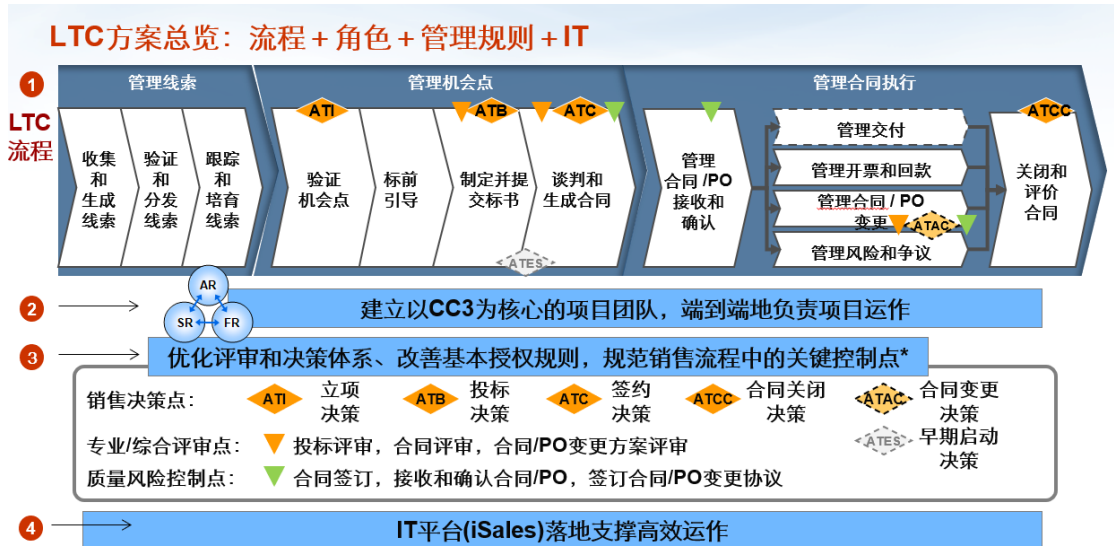 LTC方案总览：流程＋角色＋管理规则＋IT
1
LTC
流程
管理线索
管理机会点
管理合同执行
收集
和
生成
线索
验证
和
分发
线索
跟踪
和
培育
线索
ATI
验证
机会点
标前
引导
ATB
制定并提
交标书
ATC
谈判和
生成合同
ATES
管理
合同 /PO
接收和
确认
管理交付
管理开票和回款
管理合同 / PO
变更
ATAC
管理风险和争议
ATCC
关闭和
评价
合同
2
AR
SR
FR
建立以CC3为核心的项目团队，端到端地负责项目运作
3
优化评审和决策体系、改善基本授权规则，规范销售流程中的关键控制点*
销售决策点：
ATI
立项
决策
ATB
投标
决策
ATC
签约
决策
ATCC
合同关闭
决策
ATAC
合同变更
决策
专业/综合评审点：
投标评审，合同评审，合同/PO变更方案评审
ATES
早期启动
决策
质量风险控制点：
合同签订，接收和确认合同/PO，签订合同/PO变更协议
4
IT平台(iSales)落地支撑高效运作